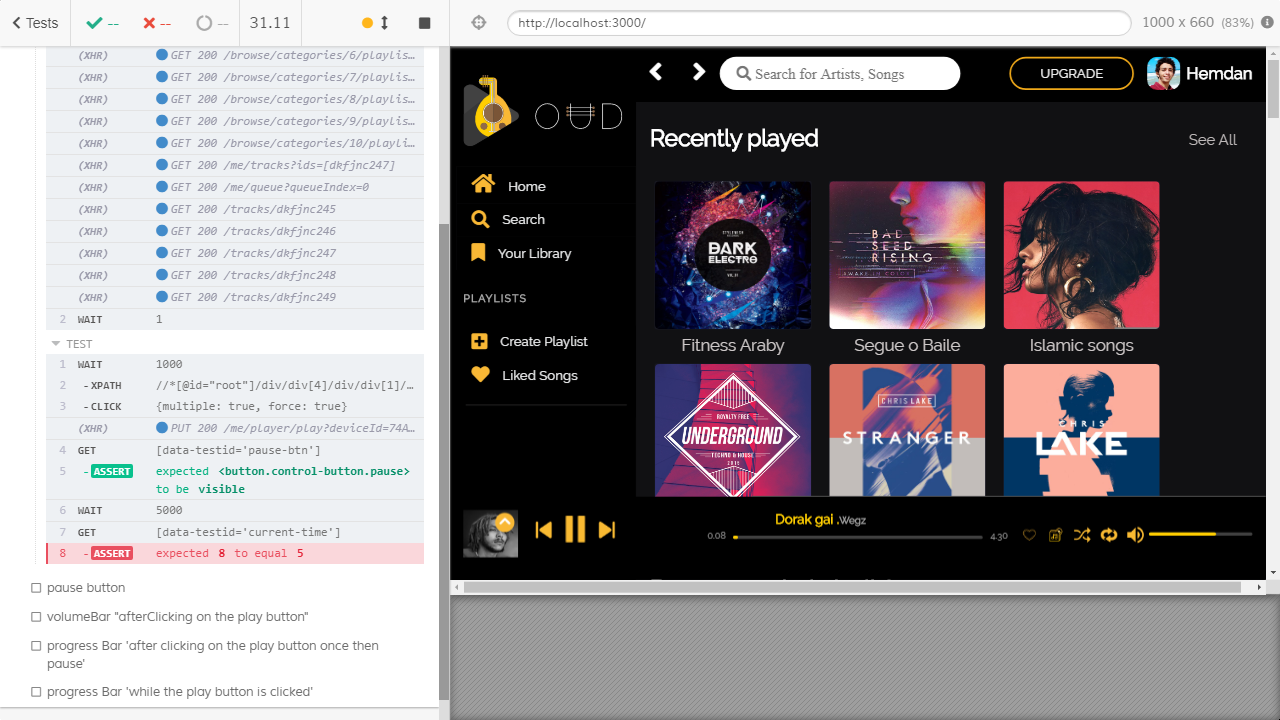 Tests
--
--
--
31.11
http://localhost:3000/
1000 x 660 (83%)
(XHR) GET 200 /browse/categories/6/playlis…
(XHR) GET 200 /browse/categories/7/playlis…
(XHR) GET 200 /browse/categories/8/playlis…
(XHR) GET 200 /browse/categories/9/playlis…
(XHR) GET 200 /browse/categories/10/playli…
(XHR) GET 200 /me/tracks?ids=[dkfjnc247]
(XHR) GET 200 /me/queue?queueIndex=0
(XHR) GET 200 /tracks/dkfjnc245
(XHR) GET 200 /tracks/dkfjnc246
(XHR) GET 200 /tracks/dkfjnc247
(XHR) GET 200 /tracks/dkfjnc248
(XHR) GET 200 /tracks/dkfjnc249
2 WAIT 1
TEST
1 WAIT 1000
2 -XPATH //*[@id="root"]/div/div[4]/div/div[1]/…
3 -CLICK {multiple: true, force: true}
(XHR) PUT 200 /me/player/play?deviceId=74A…
4 GET [data-testid='pause-btn']
5 -ASSERT expected <button.control-button.pause>
to be visible
6 WAIT 5000
7 GET [data-testid='current-time']
8 -ASSERT expected 8 to equal 5
pause button
volumeBar "afterClicking on the play button"
progress Bar 'after clicking on the play button once then
pause'
progress Bar 'while the play button is clicked'
OUD
Home
Search
Your Library
PLAYLISTS
Create Playlist
Liked Songs
Search for Artists, Songs
UPGRADE
Hemdan
Recently played
See All
DARK
ELECTRO
BAD
SEED
RISING
AWAKE IN COLOR
Fitness Araby
Segue o Baile
Islamic songs
ROYALTY FREE
UNDERGROUND
TECHNO & HOUSE
2015
CHRIS LAKE
STRANGER
CHRIS
LAKE
Dorak gai .Wegz
0.08
4.30